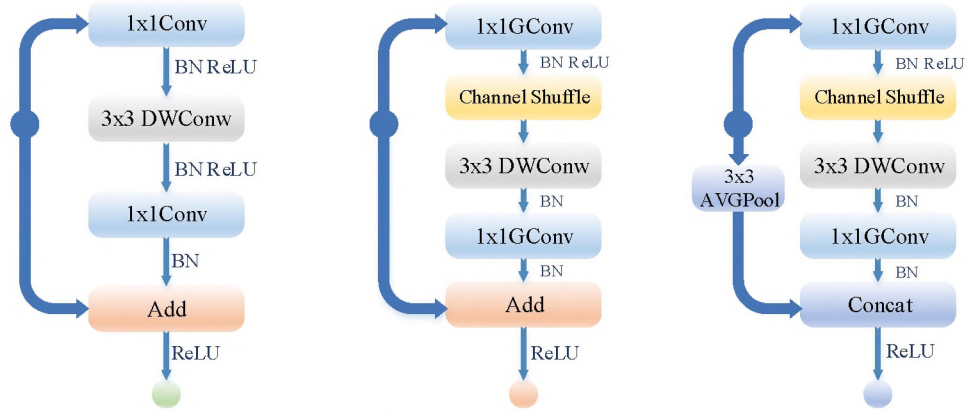 1x1Conv
BN ReLU
3x3 DWConw
BN ReLU
1x1Conv
BN
Add
ReLU
1x1GConv
BN ReLU
Channel Shuffle
3x3 DWConw
BN
1x1GConv
BN
Add
ReLU
1x1GConv
BN ReLU
Channel Shuffle
3x3
AVGPool
3x3 DWConw
BN
1x1GConv
BN
Concat
ReLU